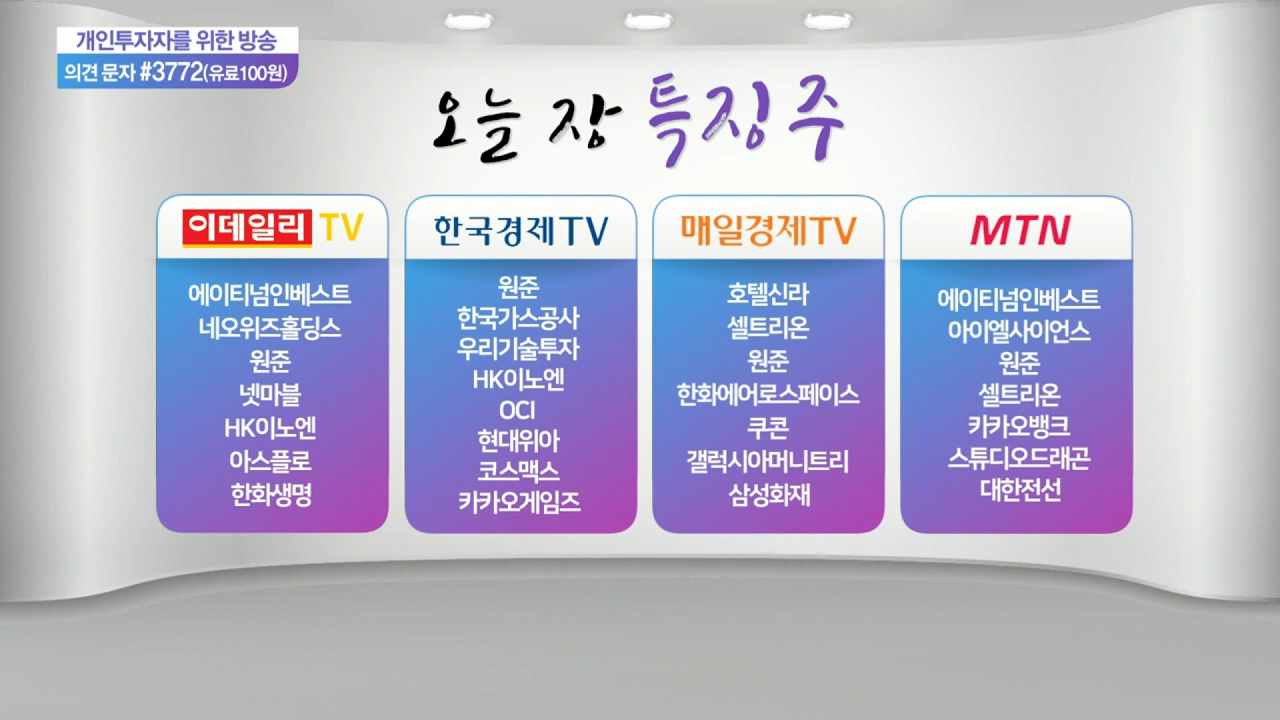 개인투자자를 위한 방송
의견 문자 #3772(유료100원)
오늘 장 특징주
이데일리 TV
에이티넘인베스트
네오위즈홀딩스
원준
넷마블
HK이노엔
아스플로
한화생명
한국경제TV
원준
한국가스공사
우리기술투자
HK이노엔
OCI
현대위아
코스맥스
카카오게임즈
매일경제TV
호텔신라
셀트리온
원준
한화에어로스페이스
쿠콘
갤럭시아머니트리
삼성화재
MTN
에이티넘인베스트
아이엘사이언스
원준
셀트리온
카카오뱅크
스튜디오드래곤
대한전선